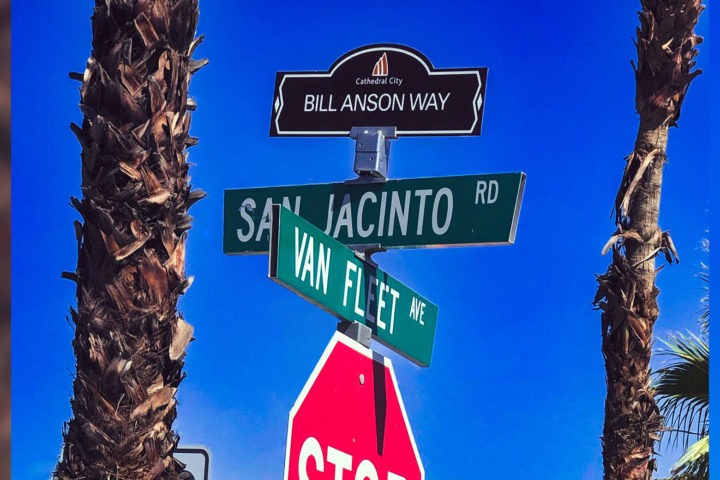 Cathedral City
BILL ANSON WAY
SAN JACINTO RD
VAN FLEET AVE
STOP